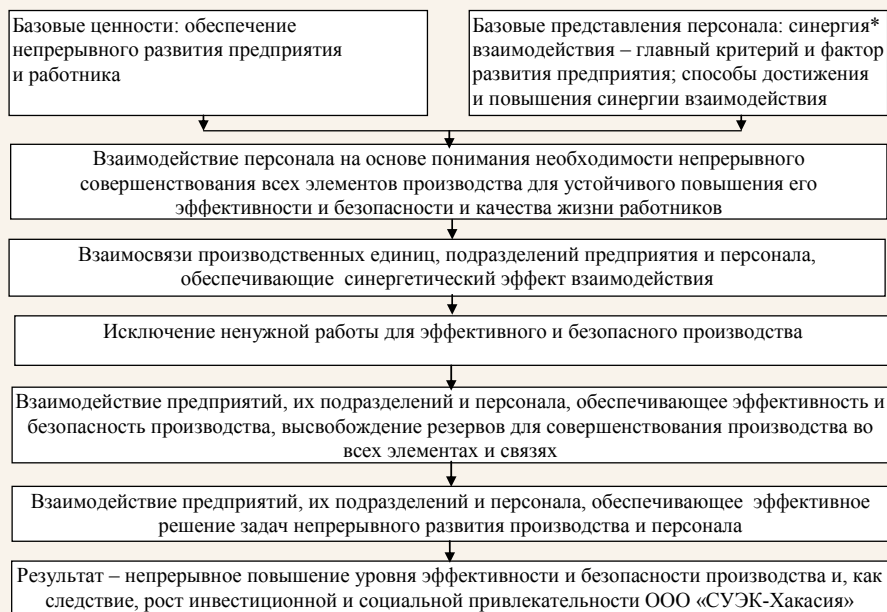 Базовые ценности: обеспечение
непрерывного развития предприятия
и работника
Базовые представления персонала: синергия*
взаимодействия – главный критерий и фактор
развития предприятия; способы достижения
и повышения синергии взаимодействия
Взаимодействие персонала на основе понимания необходимости непрерывного
совершенствования всех элементов производства для устойчивого повышения его
эффективности и безопасности и качества жизни работников
Взаимосвязи производственных единиц, подразделений предприятия и персонала,
обеспечивающие синергетический эффект взаимодействия
Исключение ненужной работы для эффективного и безопасного производства
Взаимодействие предприятий, их подразделений и персонала, обеспечивающее эффективность и
безопасность производства, высвобождение резервов для совершенствования производства во
всех элементах и связях
Взаимодействие предприятий, их подразделений и персонала, обеспечивающее эффективное
решение задач непрерывного развития производства и персонала
Результат – непрерывное повышение уровня эффективности и безопасности производства и, как
следствие, рост инвестиционной и социальной привлекательности ООО «СУЭК-Хакасия»